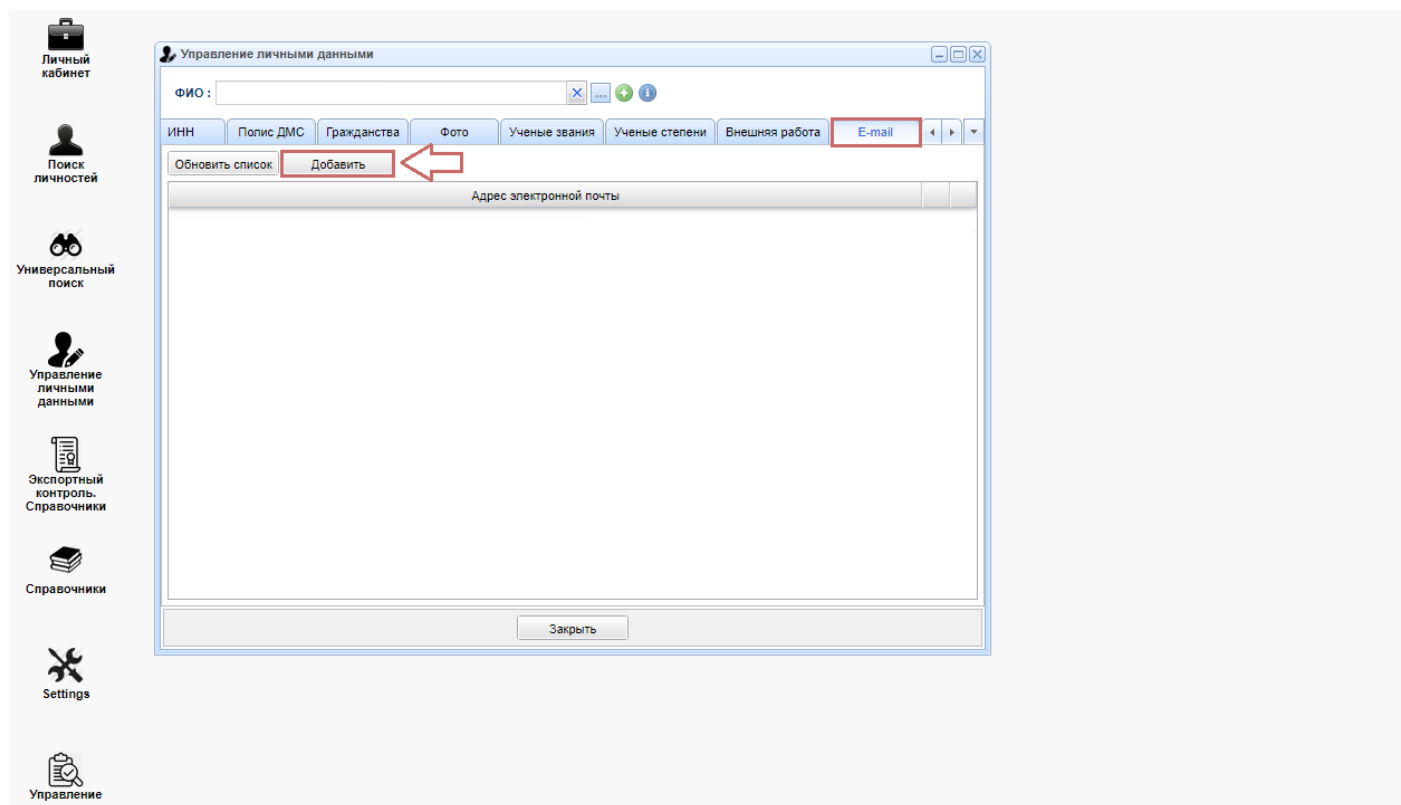 Личный
кабинет
Поиск
личностей
Универсальный
поиск
Управление
личными
данными
Экспортный
контроль.
Справочники
Справочники
Settings
Управление
Управление личными данными
ФИО :
...
ИНН Полис ДМС Гражданства Фото Ученые звания Ученые степени Внешняя работа E-mail
Обновить список Добавить
Адрес электронной почты
Закрыть